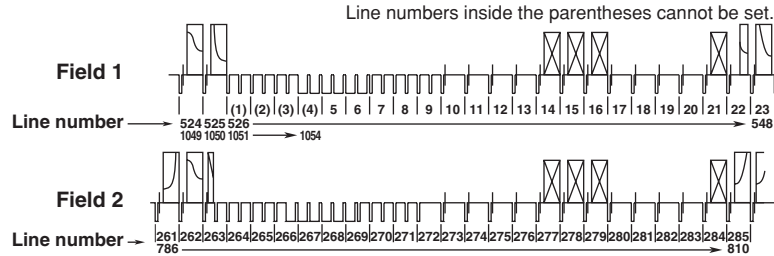 Line numbers inside the parentheses cannot be set.
Field 1
(1) (2) (3) (4) 5 6 7 8 9 10 11 12 13 14 15 16 17 18 19 20 21 22 23
Line number
524 525 526 548
1049 1050 1051 1054
Field 2
Line number
261 262 263 264 265 266 267 268 269 270 271 272 273 274 275 276 277 278 279 280 281 282 283 284 285
786 810